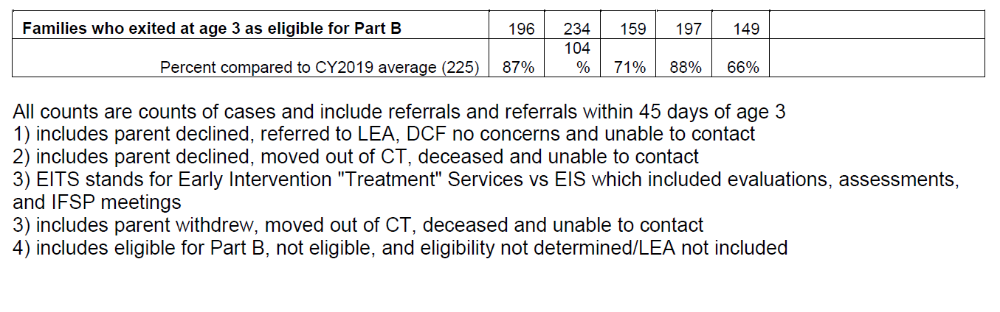 Families who exited at age 3 as eligible for Part B 196 234 159 197 149
Percent compared to CY2019 average (225) 87% 104 % 71% 88% 66%
All counts are counts of cases and include referrals and referrals within 45 days of age 3
1) includes parent declined, referred to LEA, DCF no concerns and unable to contact
2) includes parent declined, moved out of CT, deceased and unable to contact
3) EITS stands for Early Intervention "Treatment" Services vs EIS which included evaluations, assessments,
and IFSP meetings
3) includes parent withdrew, moved out of CT, deceased and unable to contact
4) includes eligible for Part B, not eligible, and eligibility not determined/LEA not included